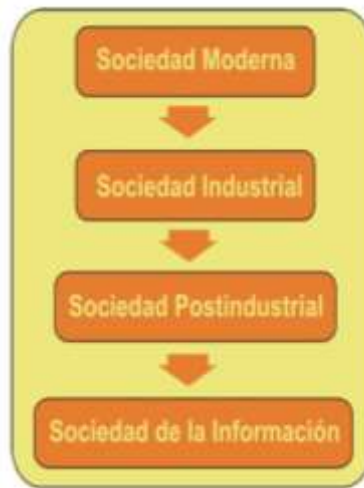 Sociedad Moderna
Sociedad Industrial
Sociedad Postindustrial
Sociedad de la Información